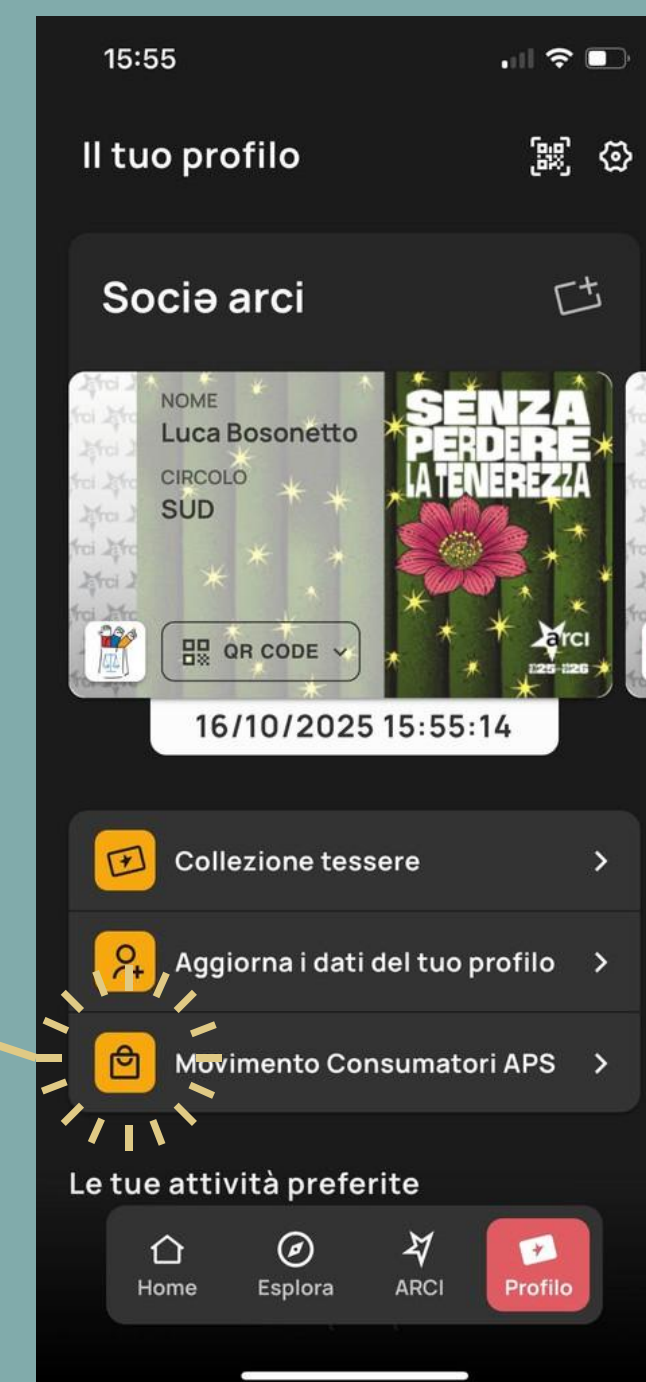 15:55
Il tuo profilo
Sociə arci
NOME
Luca Bosonetto
CIRCOLO
SUD
QR CODE
SENZA
PERDERE
LA TENEREZZA
arci
16/10/2025 15:55:14
Collezione tessere
Aggiorna i dati del tuo profilo
Movimento Consumatori APS
Le tue attività preferite
Home
Esplora
ARCI
Profilo